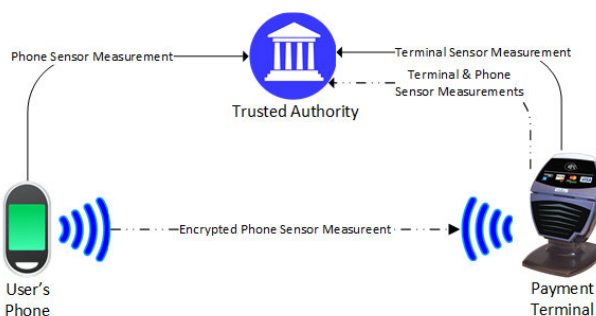 Phone Sensor Measurement
Terminal Sensor Measurement
Terminal & Phone
Sensor Measurements
Trusted Authority
Encrypted Phone Sensor Measureent
User's
Phone
Payment
Terminal